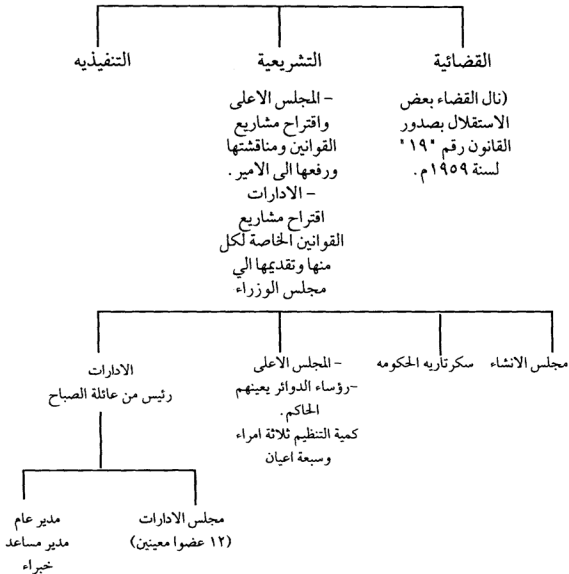 القضائية
(نال القضاء بعض
الاستقلال بصدور
القانون رقم "١٩"
لسنة ١٩٥٩م.
التشريعية
– المجلس الاعلى
واقتراح مشاريع
القوانين ومناقشتها
ورفعها الى الامير.
– الادارات
اقتراح مشاريع
القوانين الخاصة لكل
منها وتقديمها الي
مجلس الوزراء
التنفيذيه
مجلس الانشاء
سكرتاريه الحكومه
– المجلس الاعلى
–رؤساء الدوائر يعينهم
الحاكم.
كمية التنظيم ثلاثة امراء
وسبعة اعيان
الادارات
رئيس من عائلة الصباح
مجلس الادارات
(١٢ عضوا معينين)
مدير عام
مدير مساعد
خبراء